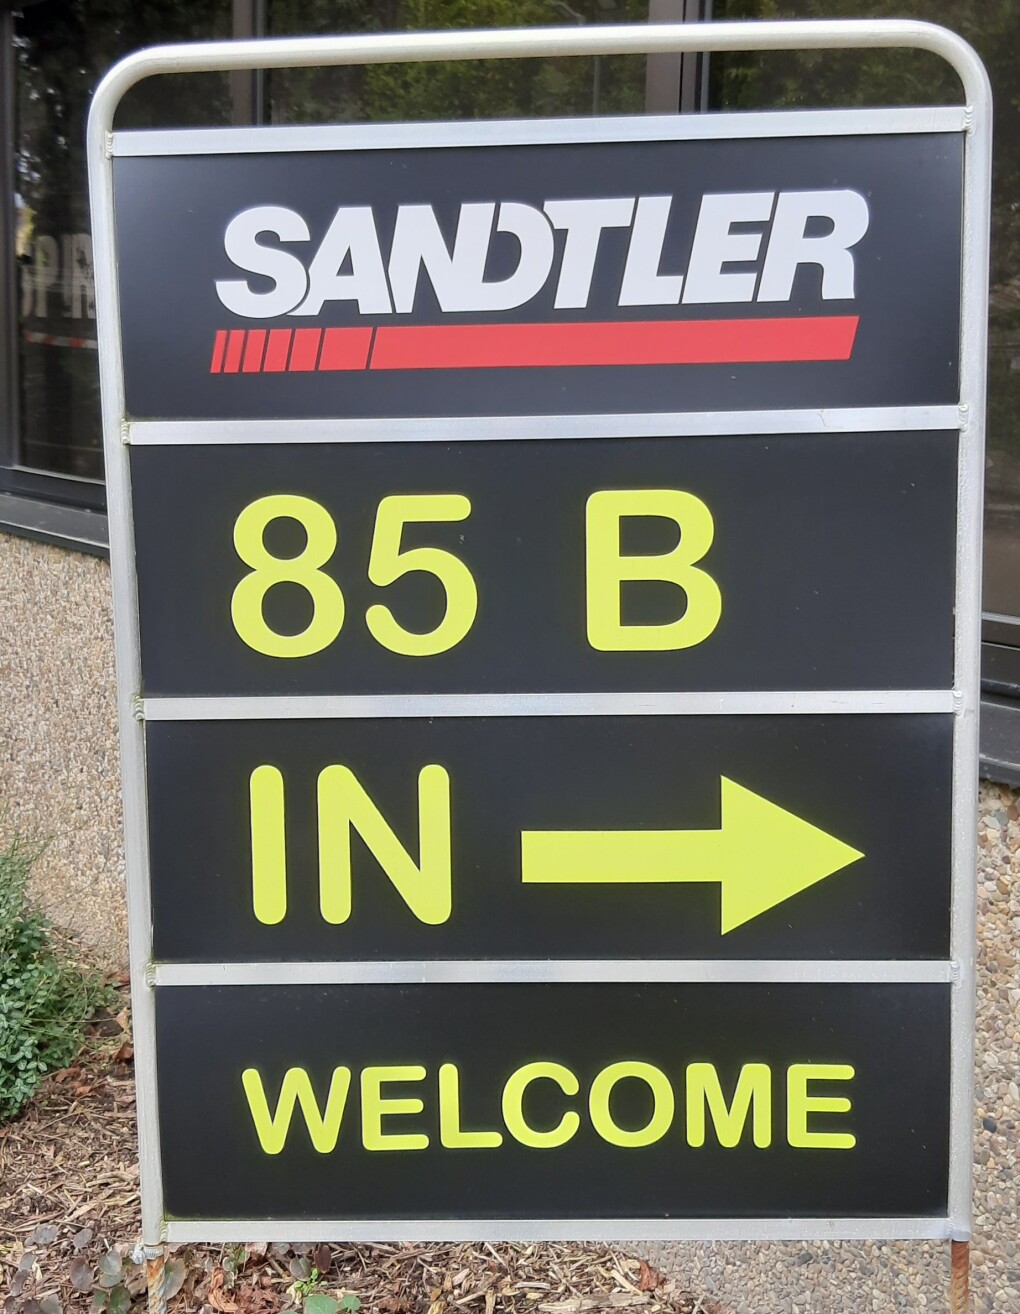 SANDTLER
85 B
IN →
WELCOME